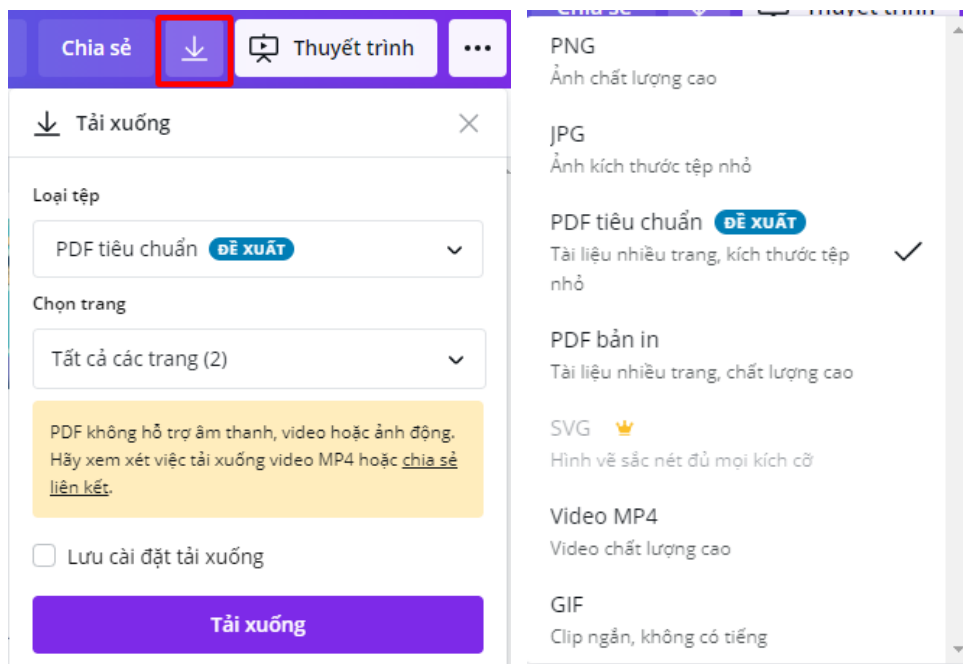 Chia sẻ
Thuyết trình
Tải xuống
Loại tệp
PDF tiêu chuẩn ĐỀ XUẤT
Chọn trang
Tất cả các trang (2)
PDF không hỗ trợ âm thanh, video hoặc ảnh động.
Hãy xem xét việc tải xuống video MP4 hoặc chia sẻ
liên kết.
Lưu cài đặt tải xuống
Tải xuống
PNG
Ảnh chất lượng cao
JPG
Ảnh kích thước tệp nhỏ
PDF tiêu chuẩn ĐỀ XUẤT
Tài liệu nhiều trang, kích thước tệp
nhỏ
PDF bản in
Tài liệu nhiều trang, chất lượng cao
SVG
Hình vẽ sắc nét đủ mọi kích cỡ
Video MP4
Video chất lượng cao
GIF
Clip ngắn, không có tiếng